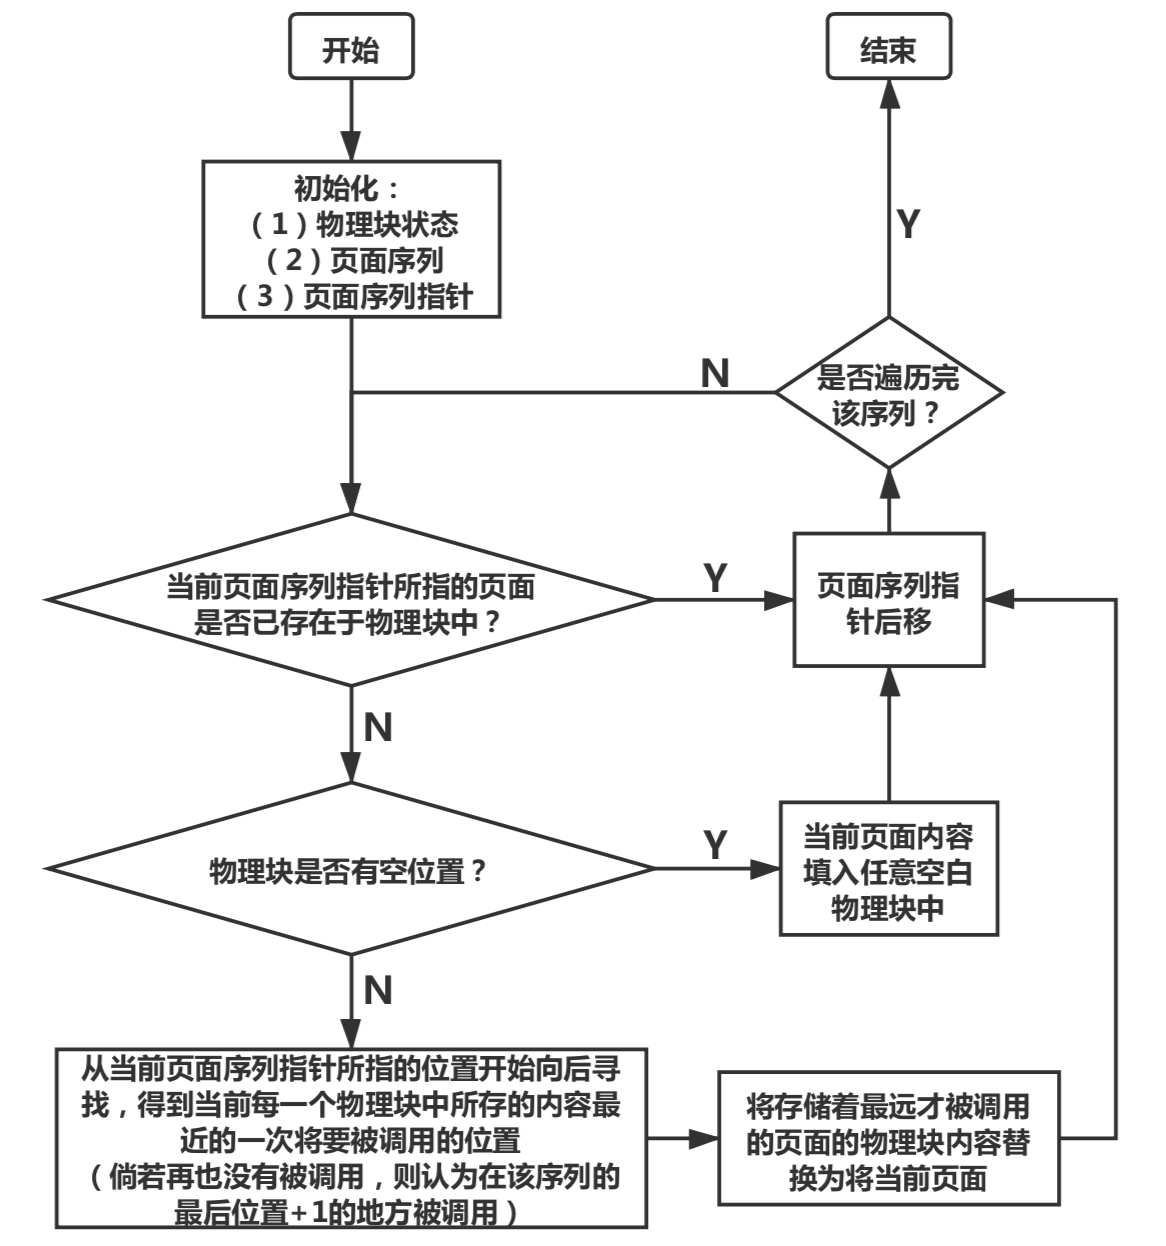 开始
结束
初始化：
（1）物理块状态
（2）页面序列
（3）页面序列指针
Y
N
是否遍历完
该序列？
当前页面序列指针所指的页面
是否已存在于物理块中？
Y
页面序列指
针后移
N
物理块是否有空位置？
Y
当前页面内容
填入任意空白
物理块中
N
从当前页面序列指针所指的位置开始向后寻
找，得到当前每一个物理块中所存的内容最
近的一次将要被调用的位置
（倘若再也没有被调用，则认为在该序列的
最后位置+1的地方被调用）
将存储着最远才被调用
的页面的物理块内容替
换为将当前页面